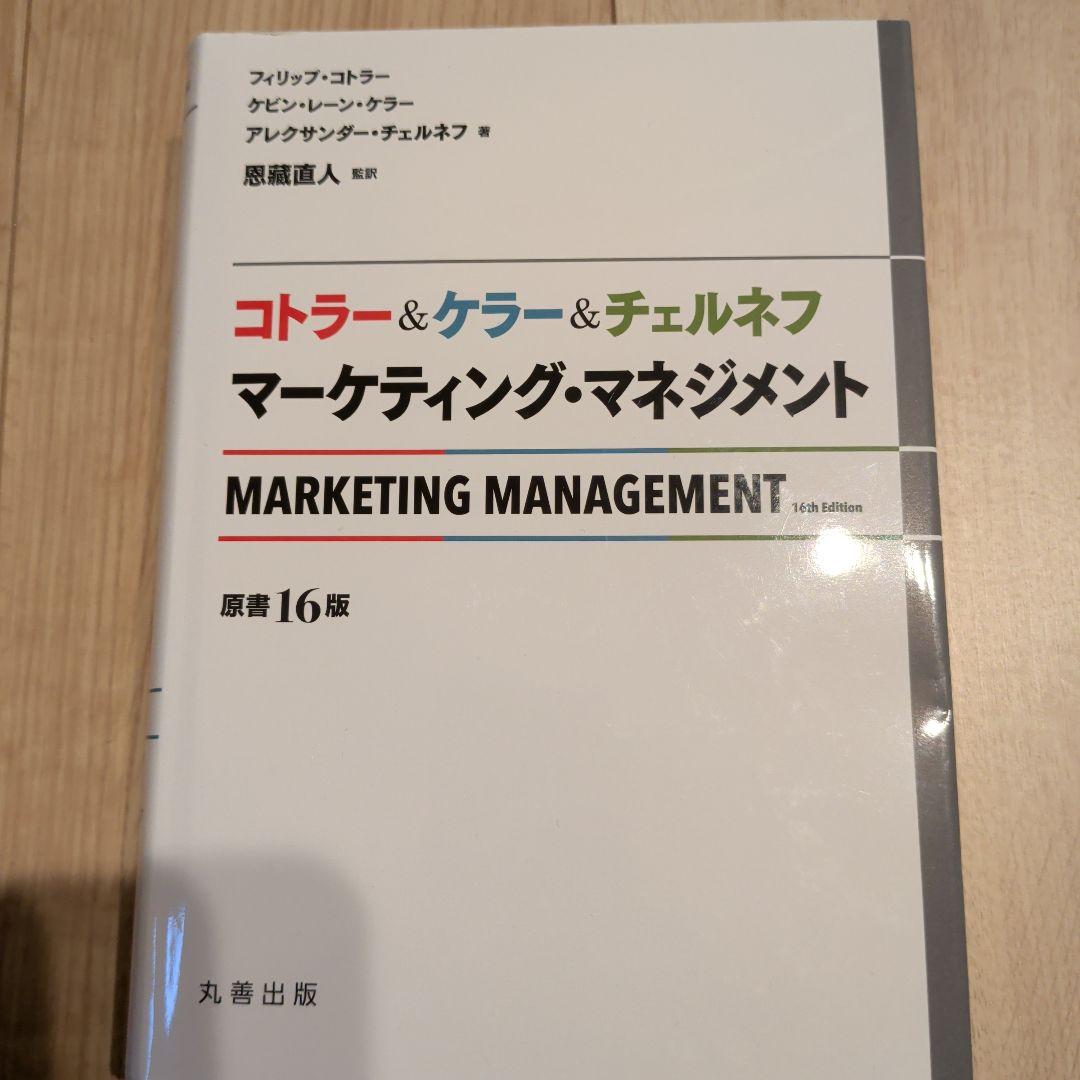 フィリップ・コトラー
ケビン・レーン・ケラー
アレクサンダー・チェルネフ 著
恩藏直人 監訳
コトラー&ケラー&チェルネフ
マーケティング・マネジメント
MARKETING MANAGEMENT 16th Edition
原書16版
丸善出版